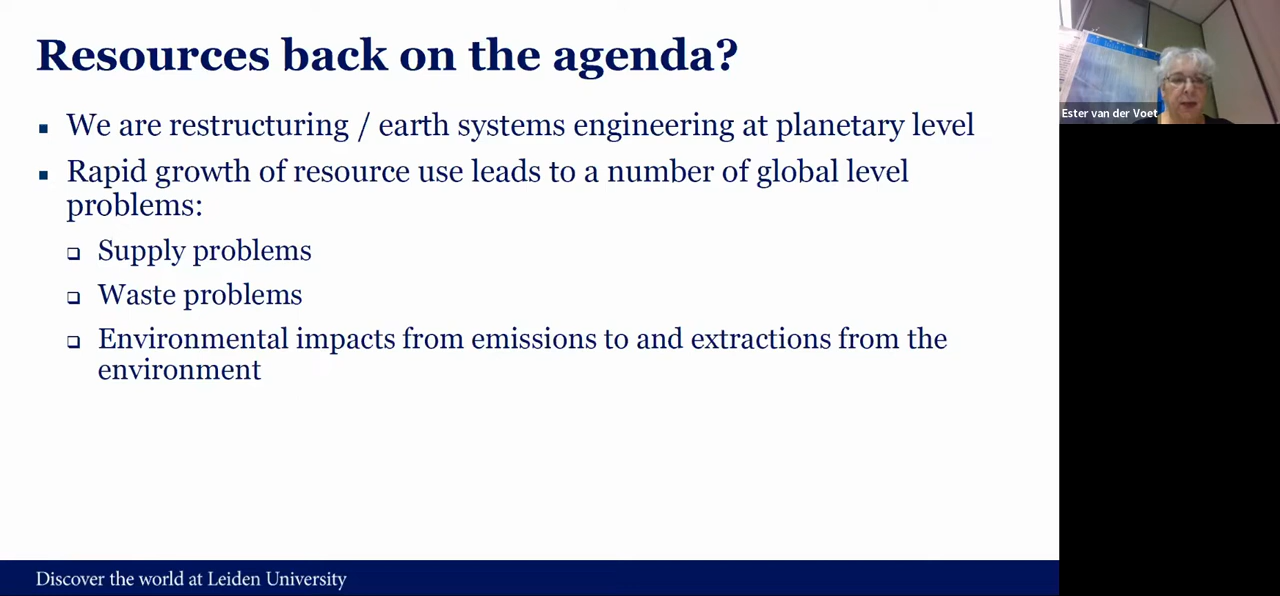 Resources back on the agenda?
We are restructuring / earth systems engineering at planetary level
Rapid growth of resource use leads to a number of global level
problems:
Supply problems
Waste problems
Environmental impacts from emissions to and extractions from the
environment
Discover the world at Leiden University
Ester van der Voet